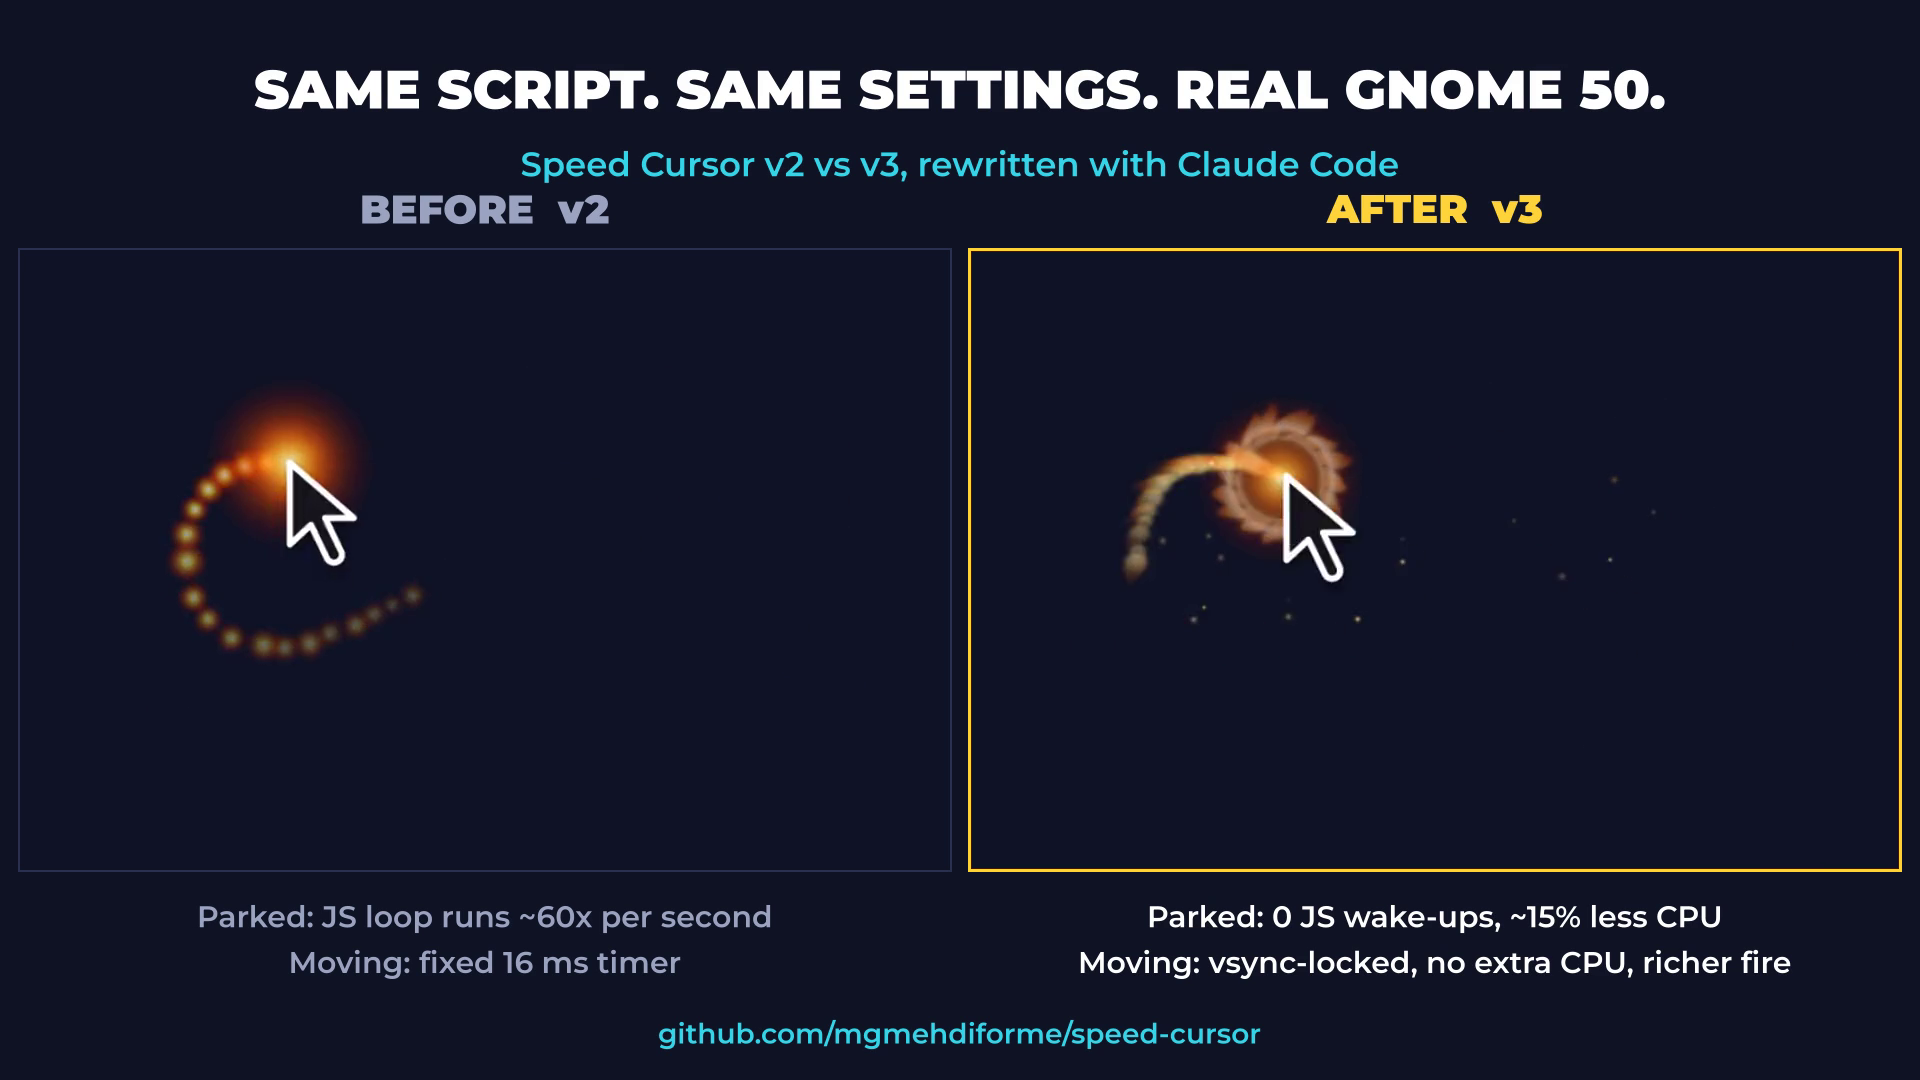 SAME SCRIPT. SAME SETTINGS. REAL GNOME 50.
Speed Cursor v2 vs v3, rewritten with Claude Code
BEFORE v2
AFTER v3
Parked: JS loop runs ~60x per second
Moving: fixed 16 ms timer
Parked: 0 JS wake-ups, ~15% less CPU
Moving: vsync-locked, no extra CPU, richer fire
github.com/mgmehdiforme/speed-cursor